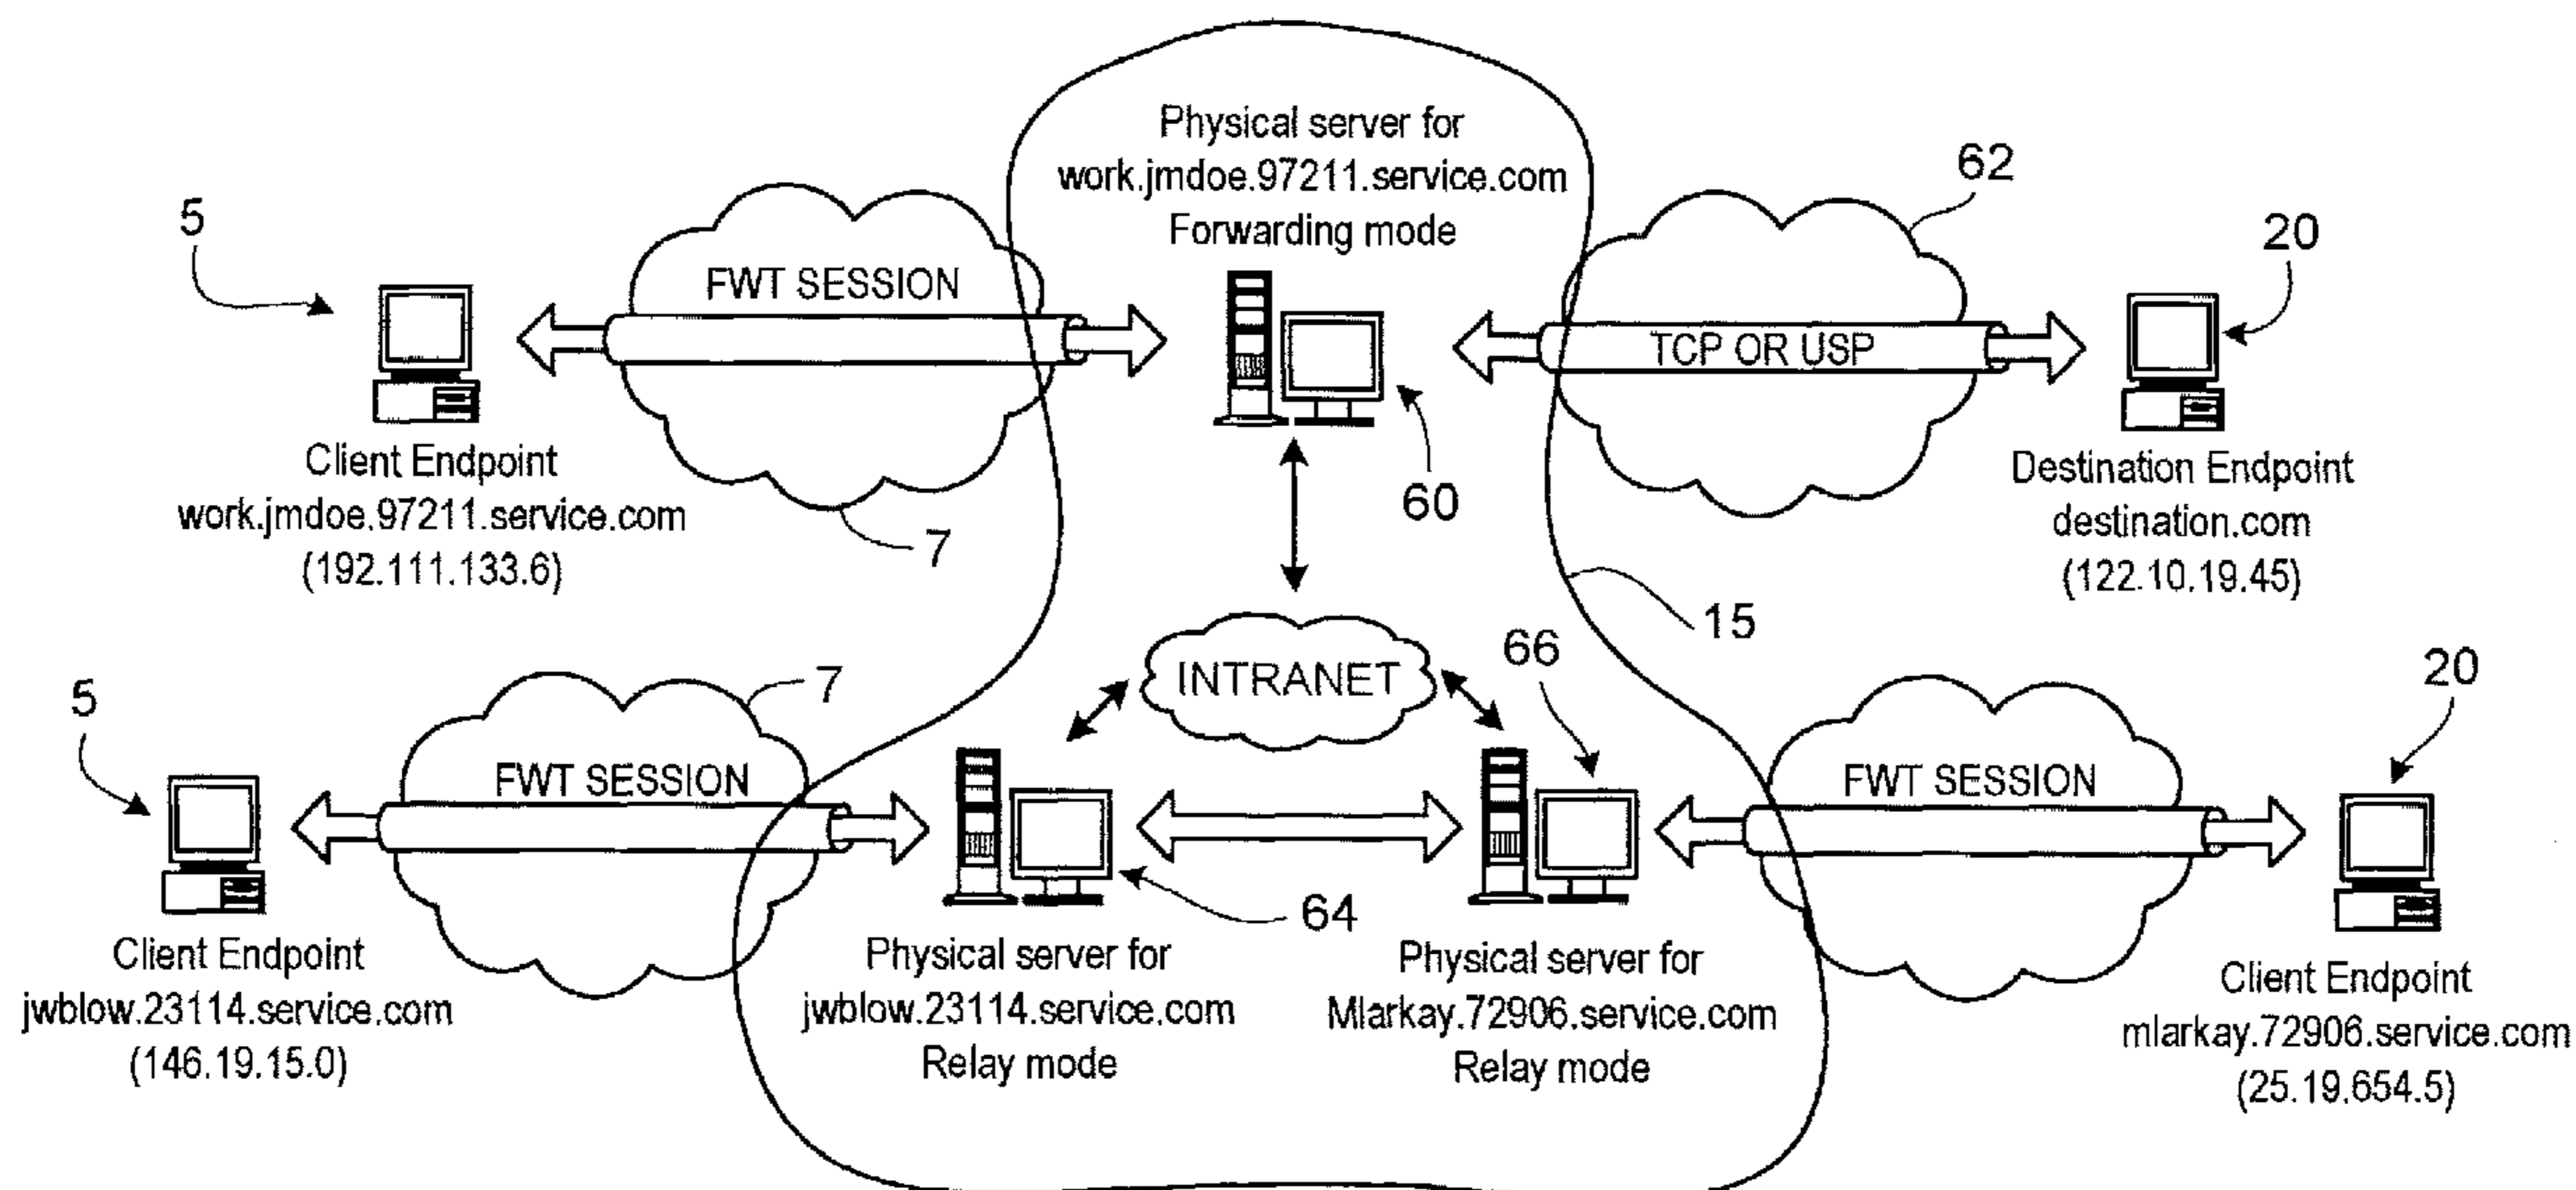 Physical server for
work.jmdoe.97211.service.com
Forwarding mode
5
FWT SESSION
62
20
TCP OR USP
Client Endpoint
work.jmdoe.97211.service.com
(192.111.133.6)
7
60
Destination Endpoint
destination.com
(122.10.19.45)
15
INTRANET
5
7
FWT SESSION
66
FWT SESSION
20
64
Client Endpoint
jwblow.23114.service.com
(146.19.15.0)
Physical server for
jwblow.23114.service.com
Relay mode
Physical server for
Mlarkay.72906.service.com
Relay mode
Client Endpoint
mlarkay.72906.service.com
(25.19.654.5)